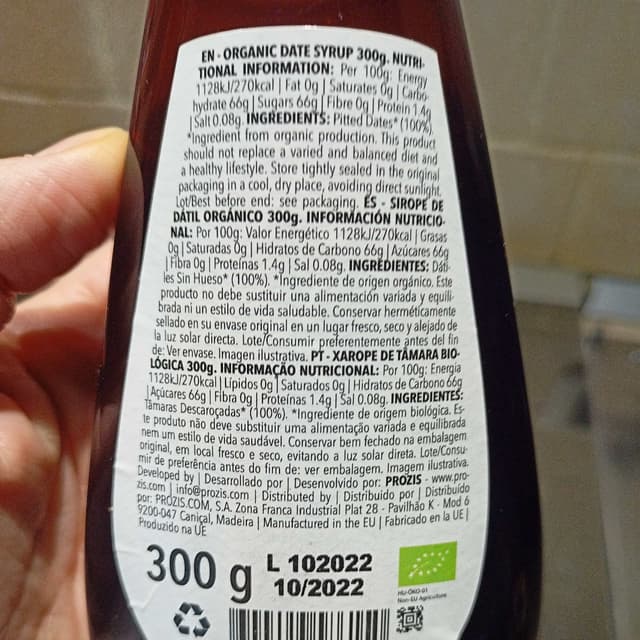 EN - ORGANIC DATE SYRUP 300g. NUTRI-
TIONAL INFORMATION: Per 100g: Energy
1128kJ/270kcal | Fat 0g | Saturates 0g | Carbo-
hydrate 66g | Sugars 66g | Fibre 0g | Protein 1.4g
| Salt 0.08g. INGREDIENTS: Pitted Dates* (100%).
*Ingredient from organic production. This product
should not replace a varied and balanced diet and
a healthy lifestyle. Store tightly sealed in the original
packaging in a cool, dry place, avoiding direct sunlight.
Lot/Best before end: see packaging. ES - SIROPE DE
DÁTIL ORGÁNICO 300g. INFORMACIÓN NUTRICIO-
NAL: Por 100g: Valor Energético 1128kJ/270kcal | Grasas
0g | Saturadas 0g | Hidratos de Carbono 66g | Azúcares 66g
| Fibra 0g | Proteínas 1.4g | Sal 0.08g. INGREDIENTES: Dáti-
les Sin Hueso* (100%). *Ingrediente de origen orgánico. Este
producto no debe sustituir una alimentación variada y equili-
brada ni un estilo de vida saludable. Conservar herméticamente
sellado en su envase original en un lugar fresco, seco y alejado de
la luz solar directa. Lote/Consumir preferentemente antes del fin
de: Ver envase. Imagen ilustrativa. PT - XAROPE DE TÂMARA BIO-
LÓGICA 300g. INFORMAÇÃO NUTRICIONAL: Por 100g: Energia
1128kJ/270kcal | Lípidos 0g | Saturados 0g | Hidratos de Carbono 66g
| Açúcares 66g | Fibra 0g | Proteínas 1.4g | Sal 0.08g. INGREDIENTES:
Tâmaras Descaroçadas* (100%). *Ingrediente de origem biológica. Es-
te produto não deve substituir uma alimentação variada e equilibrada
nem um estilo de vida saudável. Conservar bem fechado na embalagem
original, em local fresco e seco, evitando a luz solar direta. Lote/Consu-
mir de preferência antes do fim de: ver embalagem. Imagem ilustrativa.
Developed by | Desarrollado por | Desenvolvido por: PROZIS - www.pro-
zis.com | info@prozis.com | Distributed by | Distribuido por | Distribuído
por: PROZIS.COM, S.A. Zona Franca Industrial Plat 28 - Pavilhão K - Mod 6
9200-047 Caniçal, Madeira | Manufactured in the EU | Fabricado en la UE |
Produzido na UE
300 g
L 102022
10/2022
HU-ÖKO-01
Non-EU Agriculture